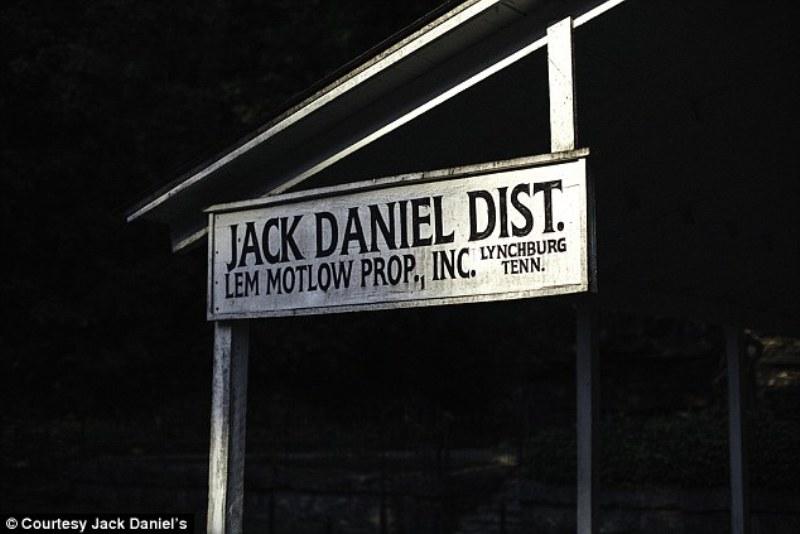 JACK DANIEL DIST.
LEM MOTLOW PROP., INC. LYNCHBURG
TENN.
© Courtesy Jack Daniel's